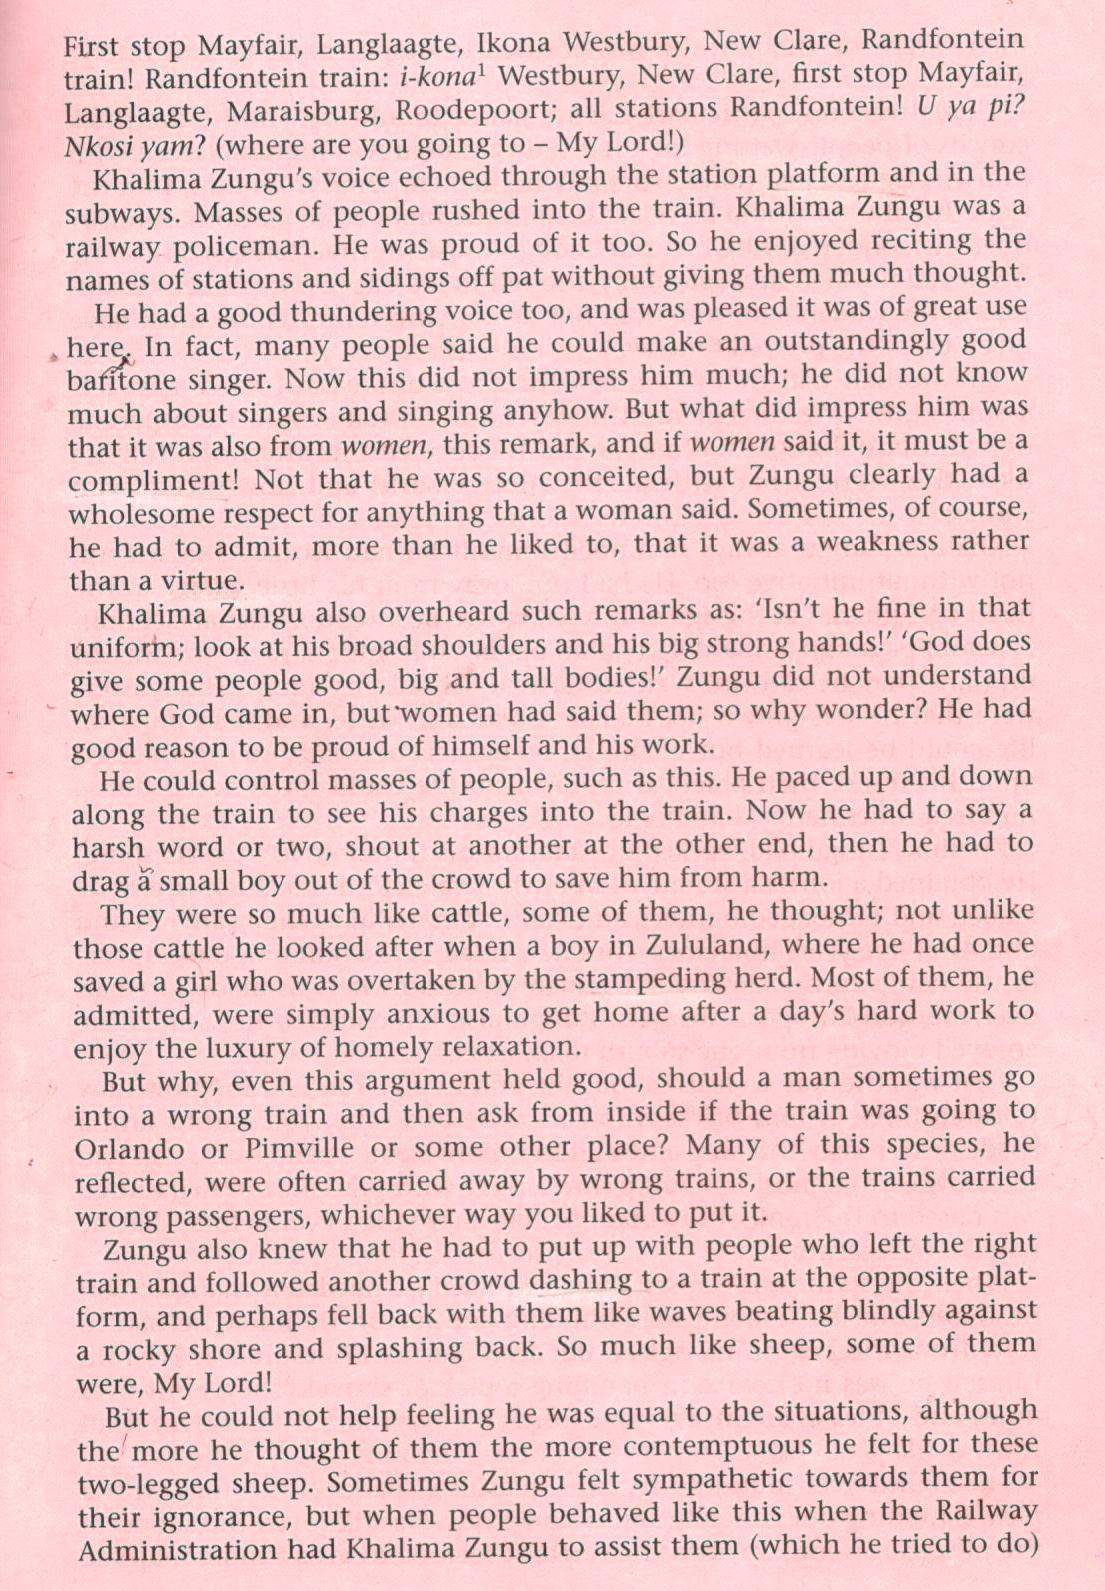 First stop Mayfair, Langlaagte, Ikona Westbury, New Clare, Randfontein
train! Randfontein train: i-kona¹ Westbury, New Clare, first stop Mayfair,
Langlaagte, Maraisburg, Roodepoort; all stations Randfontein! U ya pi?
Nkosi yam? (where are you going to – My Lord!)
Khalima Zungu's voice echoed through the station platform and in the
subways. Masses of people rushed into the train. Khalima Zungu was a
railway policeman. He was proud of it too. So he enjoyed reciting the
names of stations and sidings off pat without giving them much thought.
He had a good thundering voice too, and was pleased it was of great use
here. In fact, many people said he could make an outstandingly good
baritone singer. Now this did not impress him much; he did not know
much about singers and singing anyhow. But what did impress him was
that it was also from women, this remark, and if women said it, it must be a
compliment! Not that he was so conceited, but Zungu clearly had a
wholesome respect for anything that a woman said. Sometimes, of course,
he had to admit, more than he liked to, that it was a weakness rather
than a virtue.
Khalima Zungu also overheard such remarks as: 'Isn't he fine in that
uniform; look at his broad shoulders and his big strong hands!' 'God does
give some people good, big and tall bodies!' Zungu did not understand
where God came in, but women had said them; so why wonder? He had
good reason to be proud of himself and his work.
He could control masses of people, such as this. He paced up and down
along the train to see his charges into the train. Now he had to say a
harsh word or two, shout at another at the other end, then he had to
drag a small boy out of the crowd to save him from harm.
They were so much like cattle, some of them, he thought; not unlike
those cattle he looked after when a boy in Zululand, where he had once
saved a girl who was overtaken by the stampeding herd. Most of them, he
admitted, were simply anxious to get home after a day's hard work to
enjoy the luxury of homely relaxation.
But why, even this argument held good, should a man sometimes go
into a wrong train and then ask from inside if the train was going to
Orlando or Pimville or some other place? Many of this species, he
reflected, were often carried away by wrong trains, or the trains carried
wrong passengers, whichever way you liked to put it.
Zungu also knew that he had to put up with people who left the right
train and followed another crowd dashing to a train at the opposite plat-
form, and perhaps fell back with them like waves beating blindly against
a rocky shore and splashing back. So much like sheep, some of them
were, My Lord!
But he could not help feeling he was equal to the situations, although
the more he thought of them the more contemptuous he felt for these
two-legged sheep. Sometimes Zungu felt sympathetic towards them for
their ignorance, but when people behaved like this when the Railway
Administration had Khalima Zungu to assist them (which he tried to do)